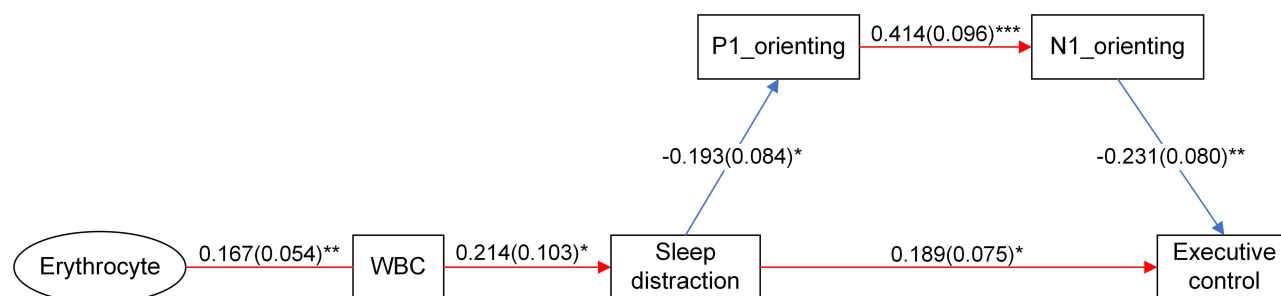 P1_orienting
0.414(0.096)***
N1_orienting
-0.193(0.084)*
-0.231(0.080)**
Erythrocyte
0.167(0.054)**
WBC
0.214(0.103)*
Sleep
distraction
0.189(0.075)*
Executive
control